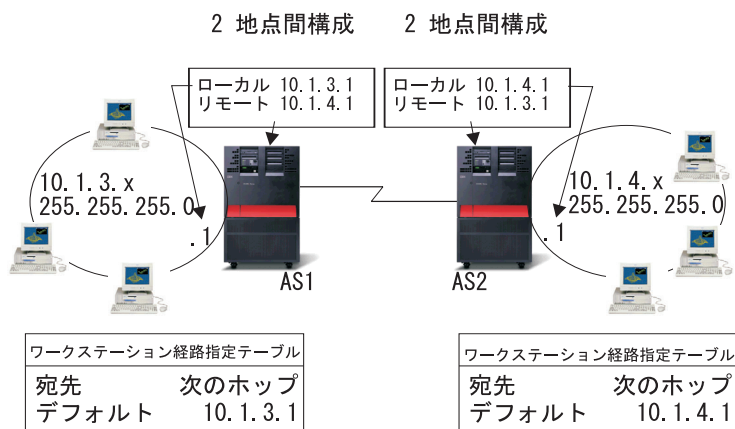 2 地点間構成
2 地点間構成
ローカル 10.1.3.1
リモート 10.1.4.1
ローカル 10.1.4.1
リモート 10.1.3.1
10.1.3.x
255.255.255.0
.1
10.1.4.x
255.255.255.0
.1
AS1
AS2
ワークステーション経路指定テーブル
宛先 次のホップ
デフォルト 10.1.3.1
ワークステーション経路指定テーブル
宛先 次のホップ
デフォルト 10.1.4.1